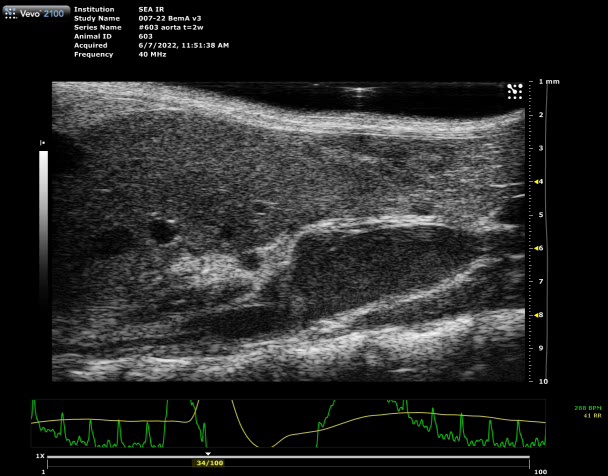 Vevo 2100
Institution SEA IR
Study Name 007-22 BemA v3
Series Name #603 aorta t=2w
Animal ID 603
Acquired 6/7/2022, 11:51:38 AM
Frequency 40 MHz
1 mm
2
3
4
5
6
7
8
9
10
288 BPM
41 RR
1X
34/100
1 100